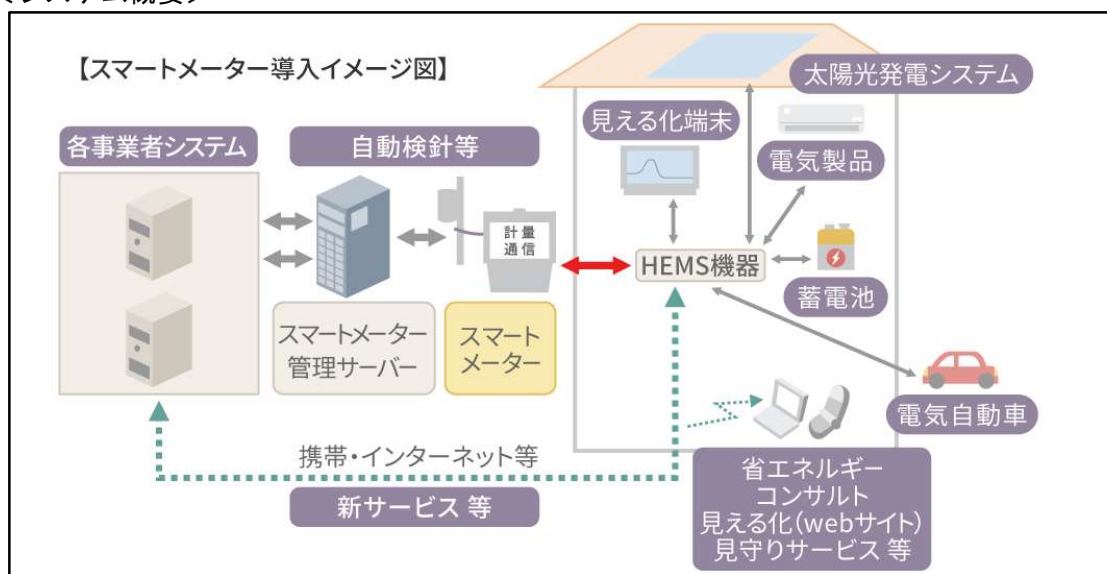 <システム概要>
【スマートメーター導入イメージ図】
太陽光発電システム
見える化端末
各事業者システム
自動検針等
電気製品
計量
通信
HEMS機器
蓄電池
スマートメーター
管理サーバー
スマート
メーター
電気自動車
携帯・インターネット等
新サービス 等
省エネルギー
コンサルト
見える化(webサイト)
見守りサービス 等